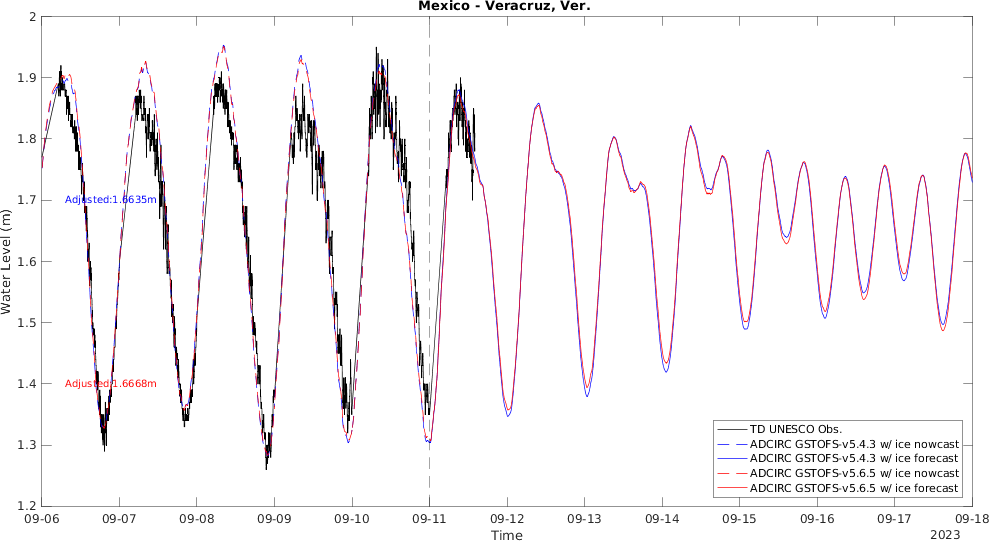 Mexico - Veracruz, Ver.
Water Level (m)
2
1.9
1.8
1.7
1.6
1.5
1.4
1.3
1.2
Adjusted:1.6635m
Adjusted:1.6668m
TD UNESCO Obs.
ADCIRC GSTOFS-v5.4.3 w/ ice nowcast
ADCIRC GSTOFS-v5.4.3 w/ ice forecast
ADCIRC GSTOFS-v5.6.5 w/ ice nowcast
ADCIRC GSTOFS-v5.6.5 w/ ice forecast
09-06 09-07 09-08 09-09 09-10 09-11 09-12 09-13 09-14 09-15 09-16 09-17 09-18
Time
2023